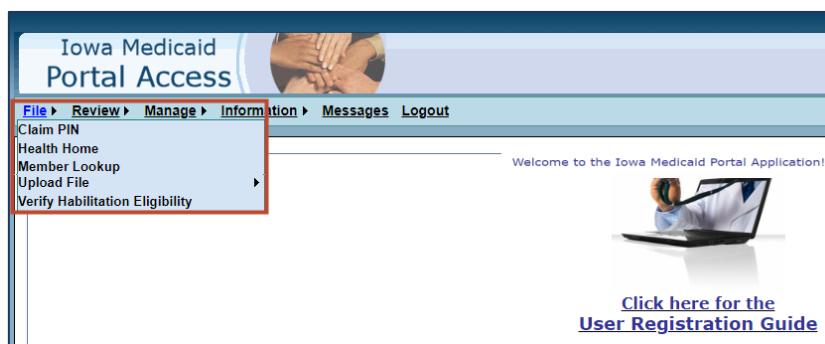 Iowa Medicaid
Portal Access
File Review Manage Information Messages Logout
Claim PIN
Health Home
Member Lookup
Upload File
Verify Habilitation Eligibility
Welcome to the Iowa Medicaid Portal Application!
Click here for the
User Registration Guide